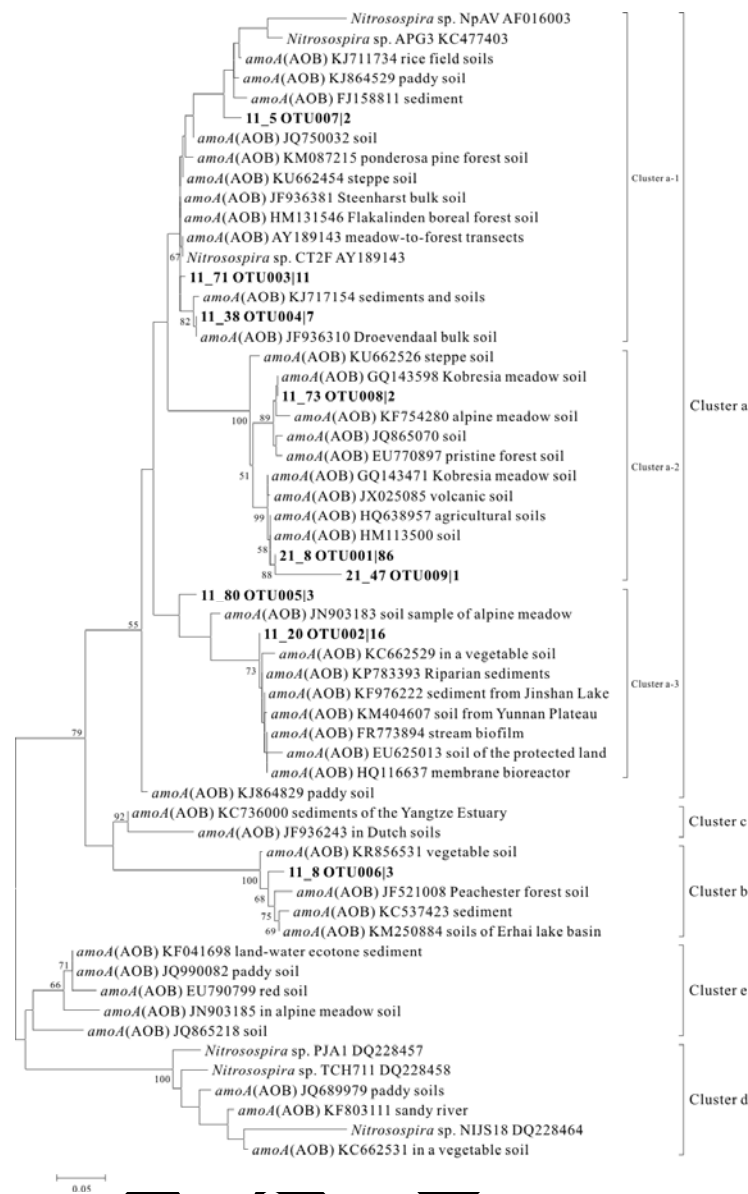 Nitrosospira sp. NpAV AF016003
Nitrosospira sp. APG3 KC477403
amoA(AOB) KJ711734 rice field soils
amoA(AOB) KJ864529 paddy soil
amoA(AOB) FJ158811 sediment
11_5 OTU007|2
amoA(AOB) JQ750032 soil
amoA(AOB) KM087215 ponderosa pine forest soil
amoA(AOB) KU662454 steppe soil
Cluster a-1
amoA(AOB) JF936381 Steenharst bulk soil
amoA(AOB) HM131546 Flakalinden boreal forest soil
amoA(AOB) AY189143 meadow-to-forest transects
67 Nitrosospira sp. CT2F AY189143
11_71 OTU003|11
amoA(AOB) KJ717154 sediments and soils
82 11_38 OTU004|7
amoA(AOB) JF936310 Droevendaal bulk soil
amoA(AOB) KU662526 steppe soil
amoA(AOB) GQ143598 Kobresia meadow soil
11_73 OTU008|2
Cluster a
100 89 amoA(AOB) KF754280 alpine meadow soil
amoA(AOB) JQ865070 soil
amoA(AOB) EU770897 pristine forest soil
Cluster a-2
51 amoA(AOB) GQ143471 Kobresia meadow soil
amoA(AOB) JX025085 volcanic soil
99 amoA(AOB) HQ638957 agricultural soils
amoA(AOB) HM113500 soil
58 21_8 OTU001|86
88 21_47 OTU009|1
11_80 OTU005|3
amoA(AOB) JN903183 soil sample of alpine meadow
55 11_20 OTU002|16
amoA(AOB) KC662529 in a vegetable soil
73 amoA(AOB) KP783393 Riparian sediments
Cluster a-3
amoA(AOB) KF976222 sediment from Jinshan Lake
amoA(AOB) KM404607 soil from Yunnan Plateau
79 amoA(AOB) FR773894 stream biofilm
amoA(AOB) EU625013 soil of the protected land
amoA(AOB) HQ116637 membrane bioreactor
amoA(AOB) KJ864829 paddy soil
92 amoA(AOB) KC736000 sediments of the Yangtze Estuary
Cluster c
amoA(AOB) JF936243 in Dutch soils
amoA(AOB) KR856531 vegetable soil
100 11_8 OTU006|3
68 amoA(AOB) JF521008 Peachester forest soil
Cluster b
75 amoA(AOB) KC537423 sediment
69 amoA(AOB) KM250884 soils of Erhai lake basin
amoA(AOB) KF041698 land-water ecotone sediment
71 amoA(AOB) JQ990082 paddy soil
66 amoA(AOB) EU790799 red soil
Cluster e
amoA(AOB) JN903185 in alpine meadow soil
amoA(AOB) JQ865218 soil
Nitrosospira sp. PJA1 DQ228457
100 Nitrosospira sp. TCH711 DQ228458
amoA(AOB) JQ689979 paddy soils
Cluster d
amoA(AOB) KF803111 sandy river
Nitrosospira sp. NIJS18 DQ228464
amoA(AOB) KC662531 in a vegetable soil
0.05